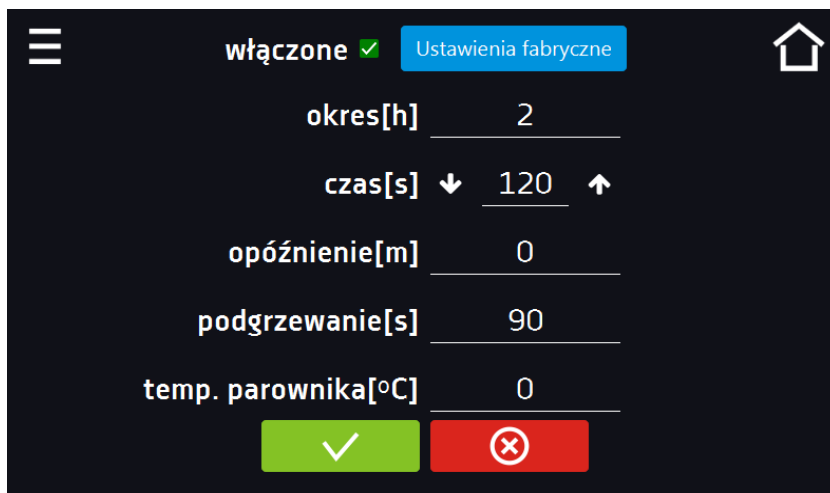 włączone Ustawienia fabryczne
okres[h] 2
czas[s] 120
opóźnienie[m] 0
podgrzewanie[s] 90
temp. parownika[°C] 0